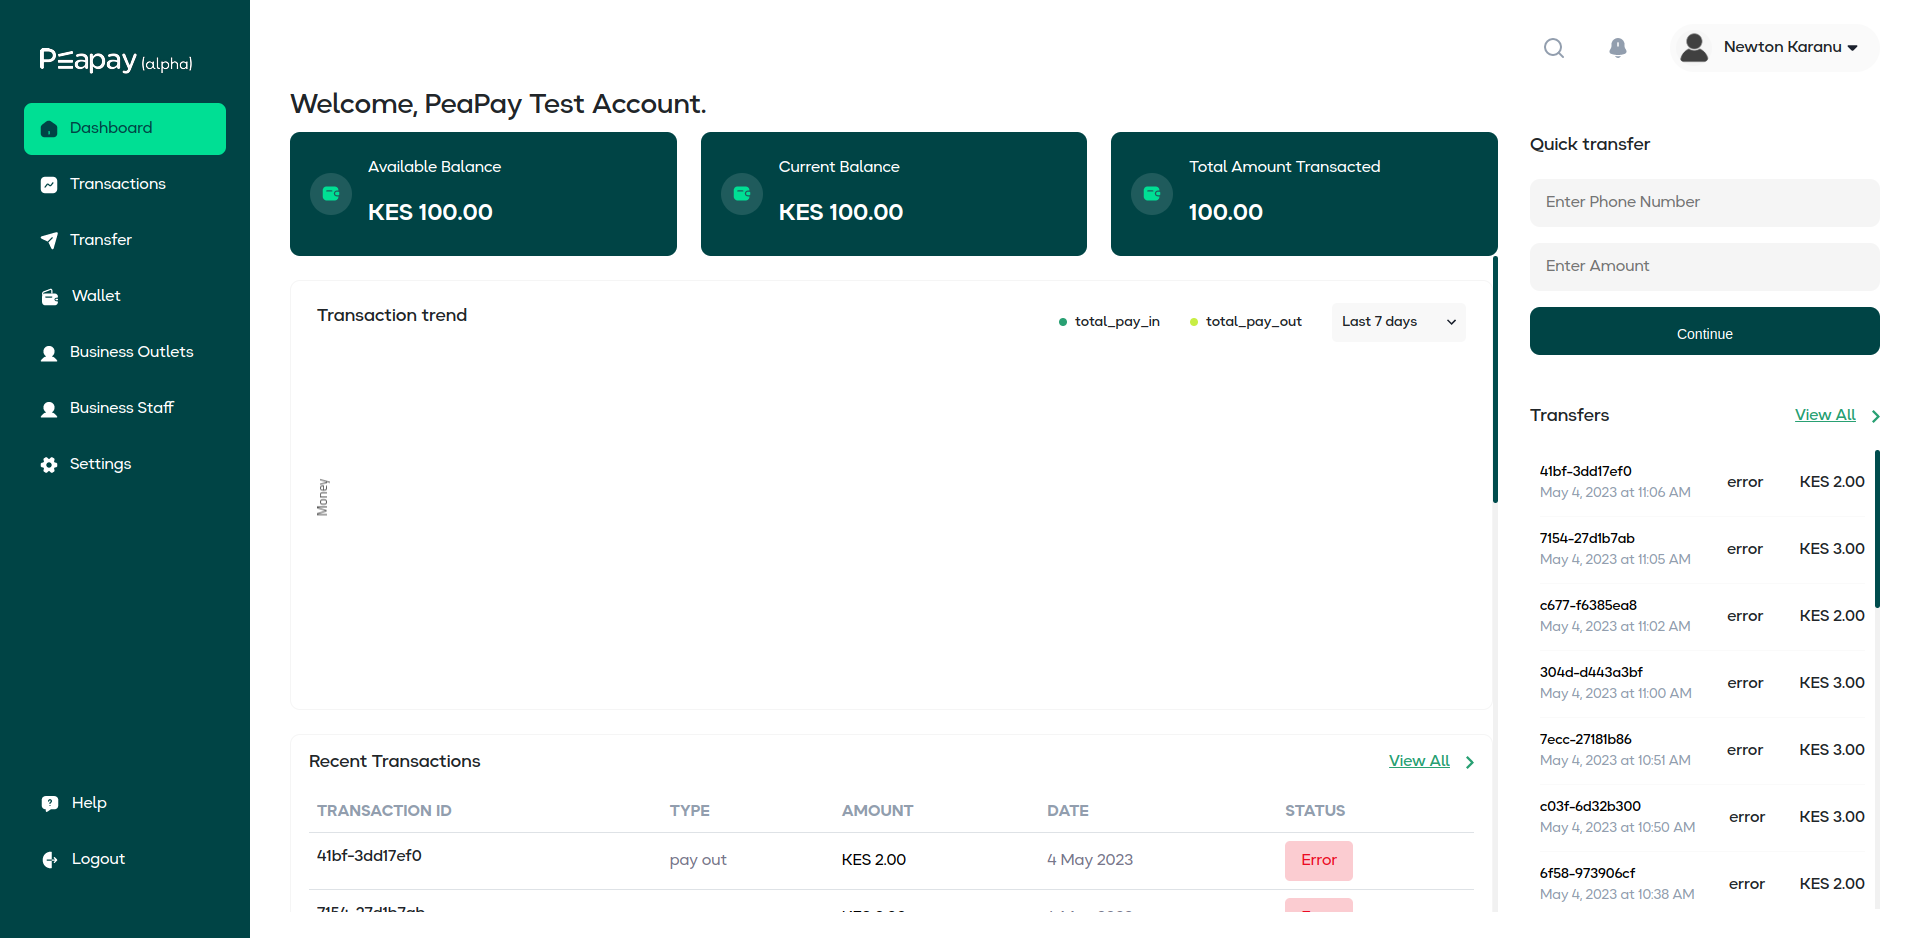 Peapay (alpha)
Dashboard
Transactions
Transfer
Wallet
Business Outlets
Business Staff
Settings
Help
Logout
Newton Karanu
Welcome, PeaPay Test Account.
Available Balance
KES 100.00
Current Balance
KES 100.00
Total Amount Transacted
100.00
Transaction trend
total_pay_in
total_pay_out
Last 7 days
Money
Recent Transactions
View All
TRANSACTION ID TYPE AMOUNT DATE STATUS
41bf-3dd17ef0 pay out KES 2.00 4 May 2023 Error
7154-27d1b7ab
Quick transfer
Enter Phone Number
Enter Amount
Continue
Transfers
View All
41bf-3dd17ef0
May 4, 2023 at 11:06 AM
error
KES 2.00
7154-27d1b7ab
May 4, 2023 at 11:05 AM
error
KES 3.00
c677-f6385ea8
May 4, 2023 at 11:02 AM
error
KES 2.00
304d-d443a3bf
May 4, 2023 at 11:00 AM
error
KES 3.00
7ecc-27181b86
May 4, 2023 at 10:51 AM
error
KES 3.00
c03f-6d32b300
May 4, 2023 at 10:50 AM
error
KES 3.00
6f58-973906cf
May 4, 2023 at 10:38 AM
error
KES 2.00